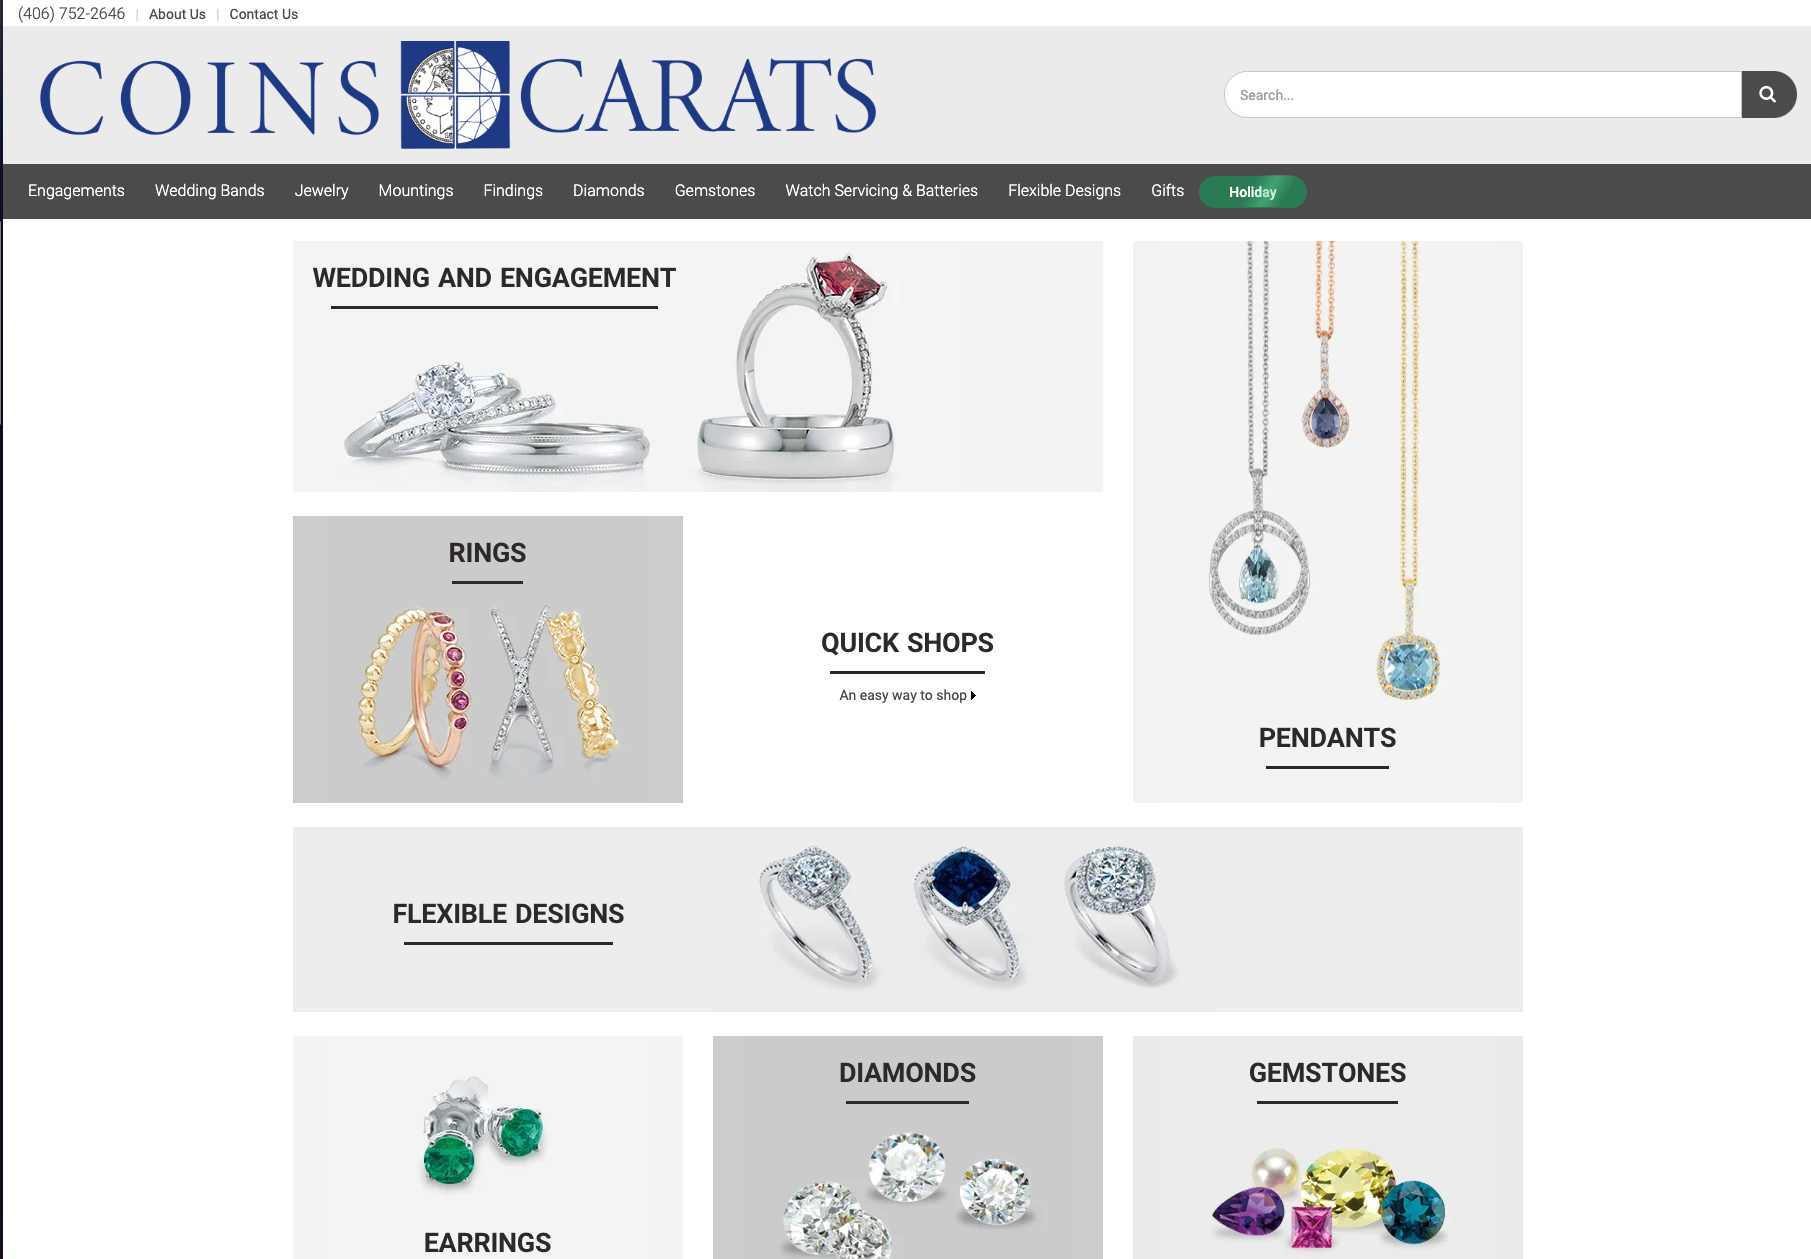 (406) 752-2646 | About Us | Contact Us
COINS CARATS
Search...
Engagements Wedding Bands Jewelry Mountings Findings Diamonds Gemstones Watch Servicing & Batteries Flexible Designs Gifts Holiday
WEDDING AND ENGAGEMENT
RINGS
QUICK SHOPS
An easy way to shop
PENDANTS
FLEXIBLE DESIGNS
EARRINGS
DIAMONDS
GEMSTONES